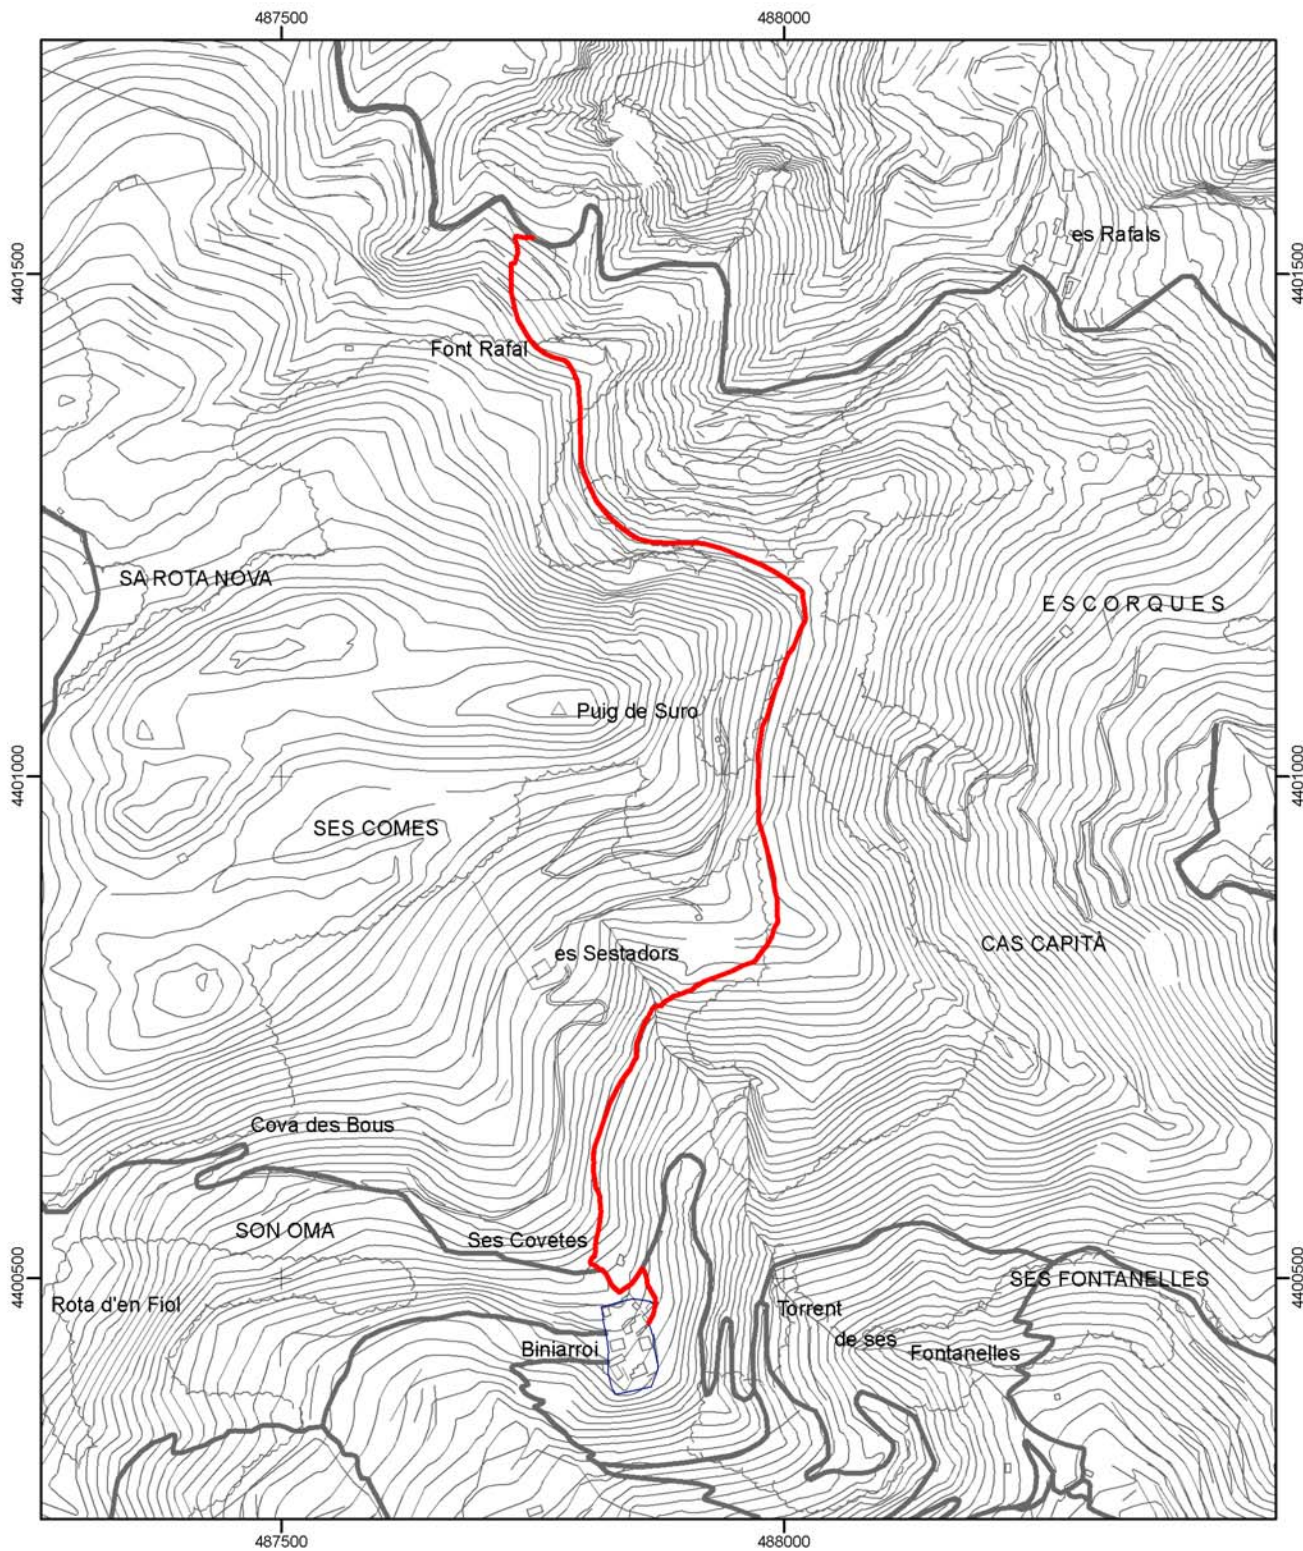 487500
488000
es Rafals
4401500
4401500
Font Rafal
SA ROTA NOVA
ESCORQUES
Puig de Suro
4401000
4401000
SES COMES
es Sestadors
CAS CAPITÀ
Cova des Bous
SON OMA
Ses Covetes
4400500
4400500
SES FONTANELLES
Rota d'en Fiol
Torrent
de ses
Biniarroi
Fontanelles
487500
488000